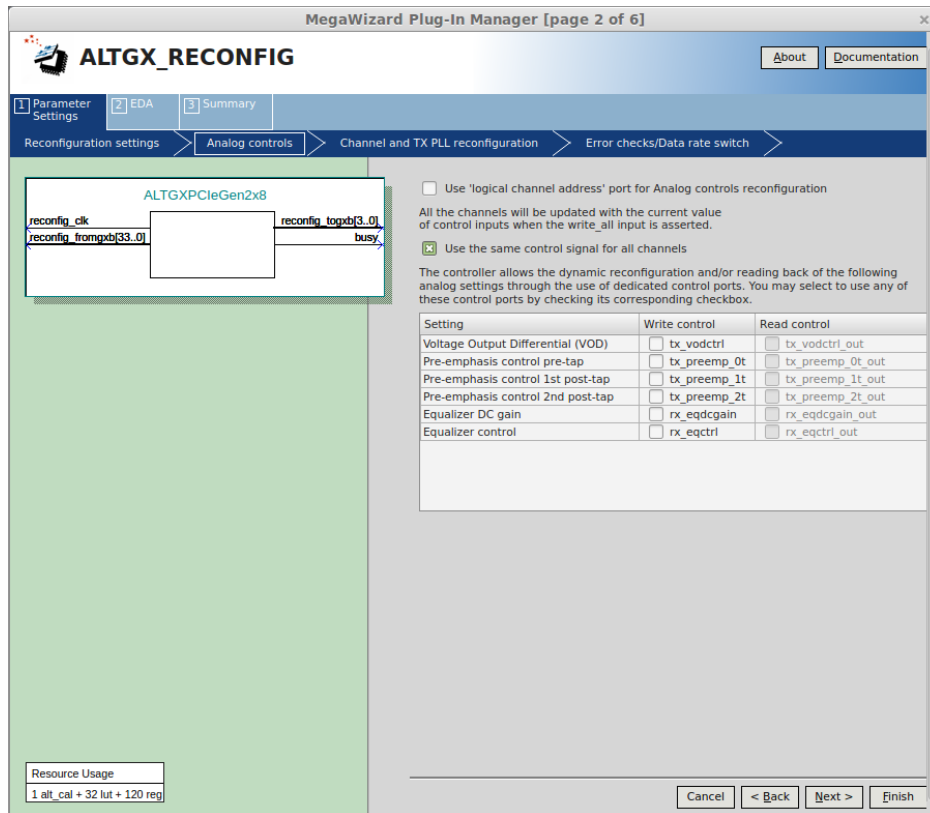 MegaWizard Plug-In Manager [page 2 of 6]
ALTGX_RECONFIG
About
Documentation
1 Parameter Settings
2 EDA
3 Summary
Reconfiguration settings
Analog controls
Channel and TX PLL reconfiguration
Error checks/Data rate switch
ALTGXPCIeGen2x8
reconfig_clk
reconfig_togxb[3..0]
reconfig_fromgxb[33..0]
busy
Use 'logical channel address' port for Analog controls reconfiguration
All the channels will be updated with the current value
of control inputs when the write_all input is asserted.
Use the same control signal for all channels
The controller allows the dynamic reconfiguration and/or reading back of the following
analog settings through the use of dedicated control ports. You may select to use any of
these control ports by checking its corresponding checkbox.
Setting Write control Read control
Voltage Output Differential (VOD) tx_vodctrl tx_vodctrl_out
Pre-emphasis control pre-tap tx_preemp_0t tx_preemp_0t_out
Pre-emphasis control 1st post-tap tx_preemp_1t tx_preemp_1t_out
Pre-emphasis control 2nd post-tap tx_preemp_2t tx_preemp_2t_out
Equalizer DC gain rx_eqdcgain rx_eqdcgain_out
Equalizer control rx_eqctrl rx_eqctrl_out
Resource Usage
1 alt_cal + 32 lut + 120 reg
Cancel
< Back
Next >
Finish